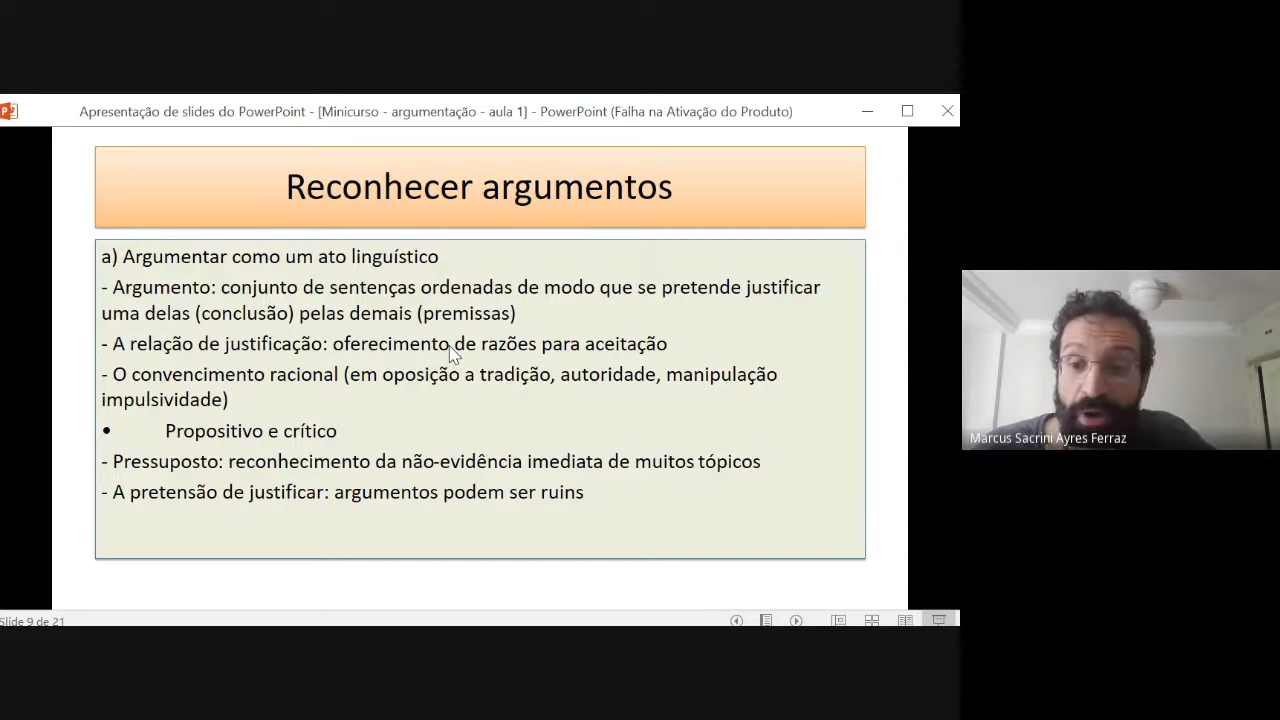 Apresentação de slides do PowerPoint - [Minicurso - argumentação - aula 1] - PowerPoint (Falha na Ativação do Produto)
Reconhecer argumentos
a) Argumentar como um ato linguístico
- Argumento: conjunto de sentenças ordenadas de modo que se pretende justificar
uma delas (conclusão) pelas demais (premissas)
- A relação de justificação: oferecimento de razões para aceitação
- O convencimento racional (em oposição a tradição, autoridade, manipulação
impulsividade)
• Propositivo e crítico
- Pressuposto: reconhecimento da não-evidência imediata de muitos tópicos
- A pretensão de justificar: argumentos podem ser ruins
Marcus Sacrini Ayres Ferraz
Slide 9 de 21